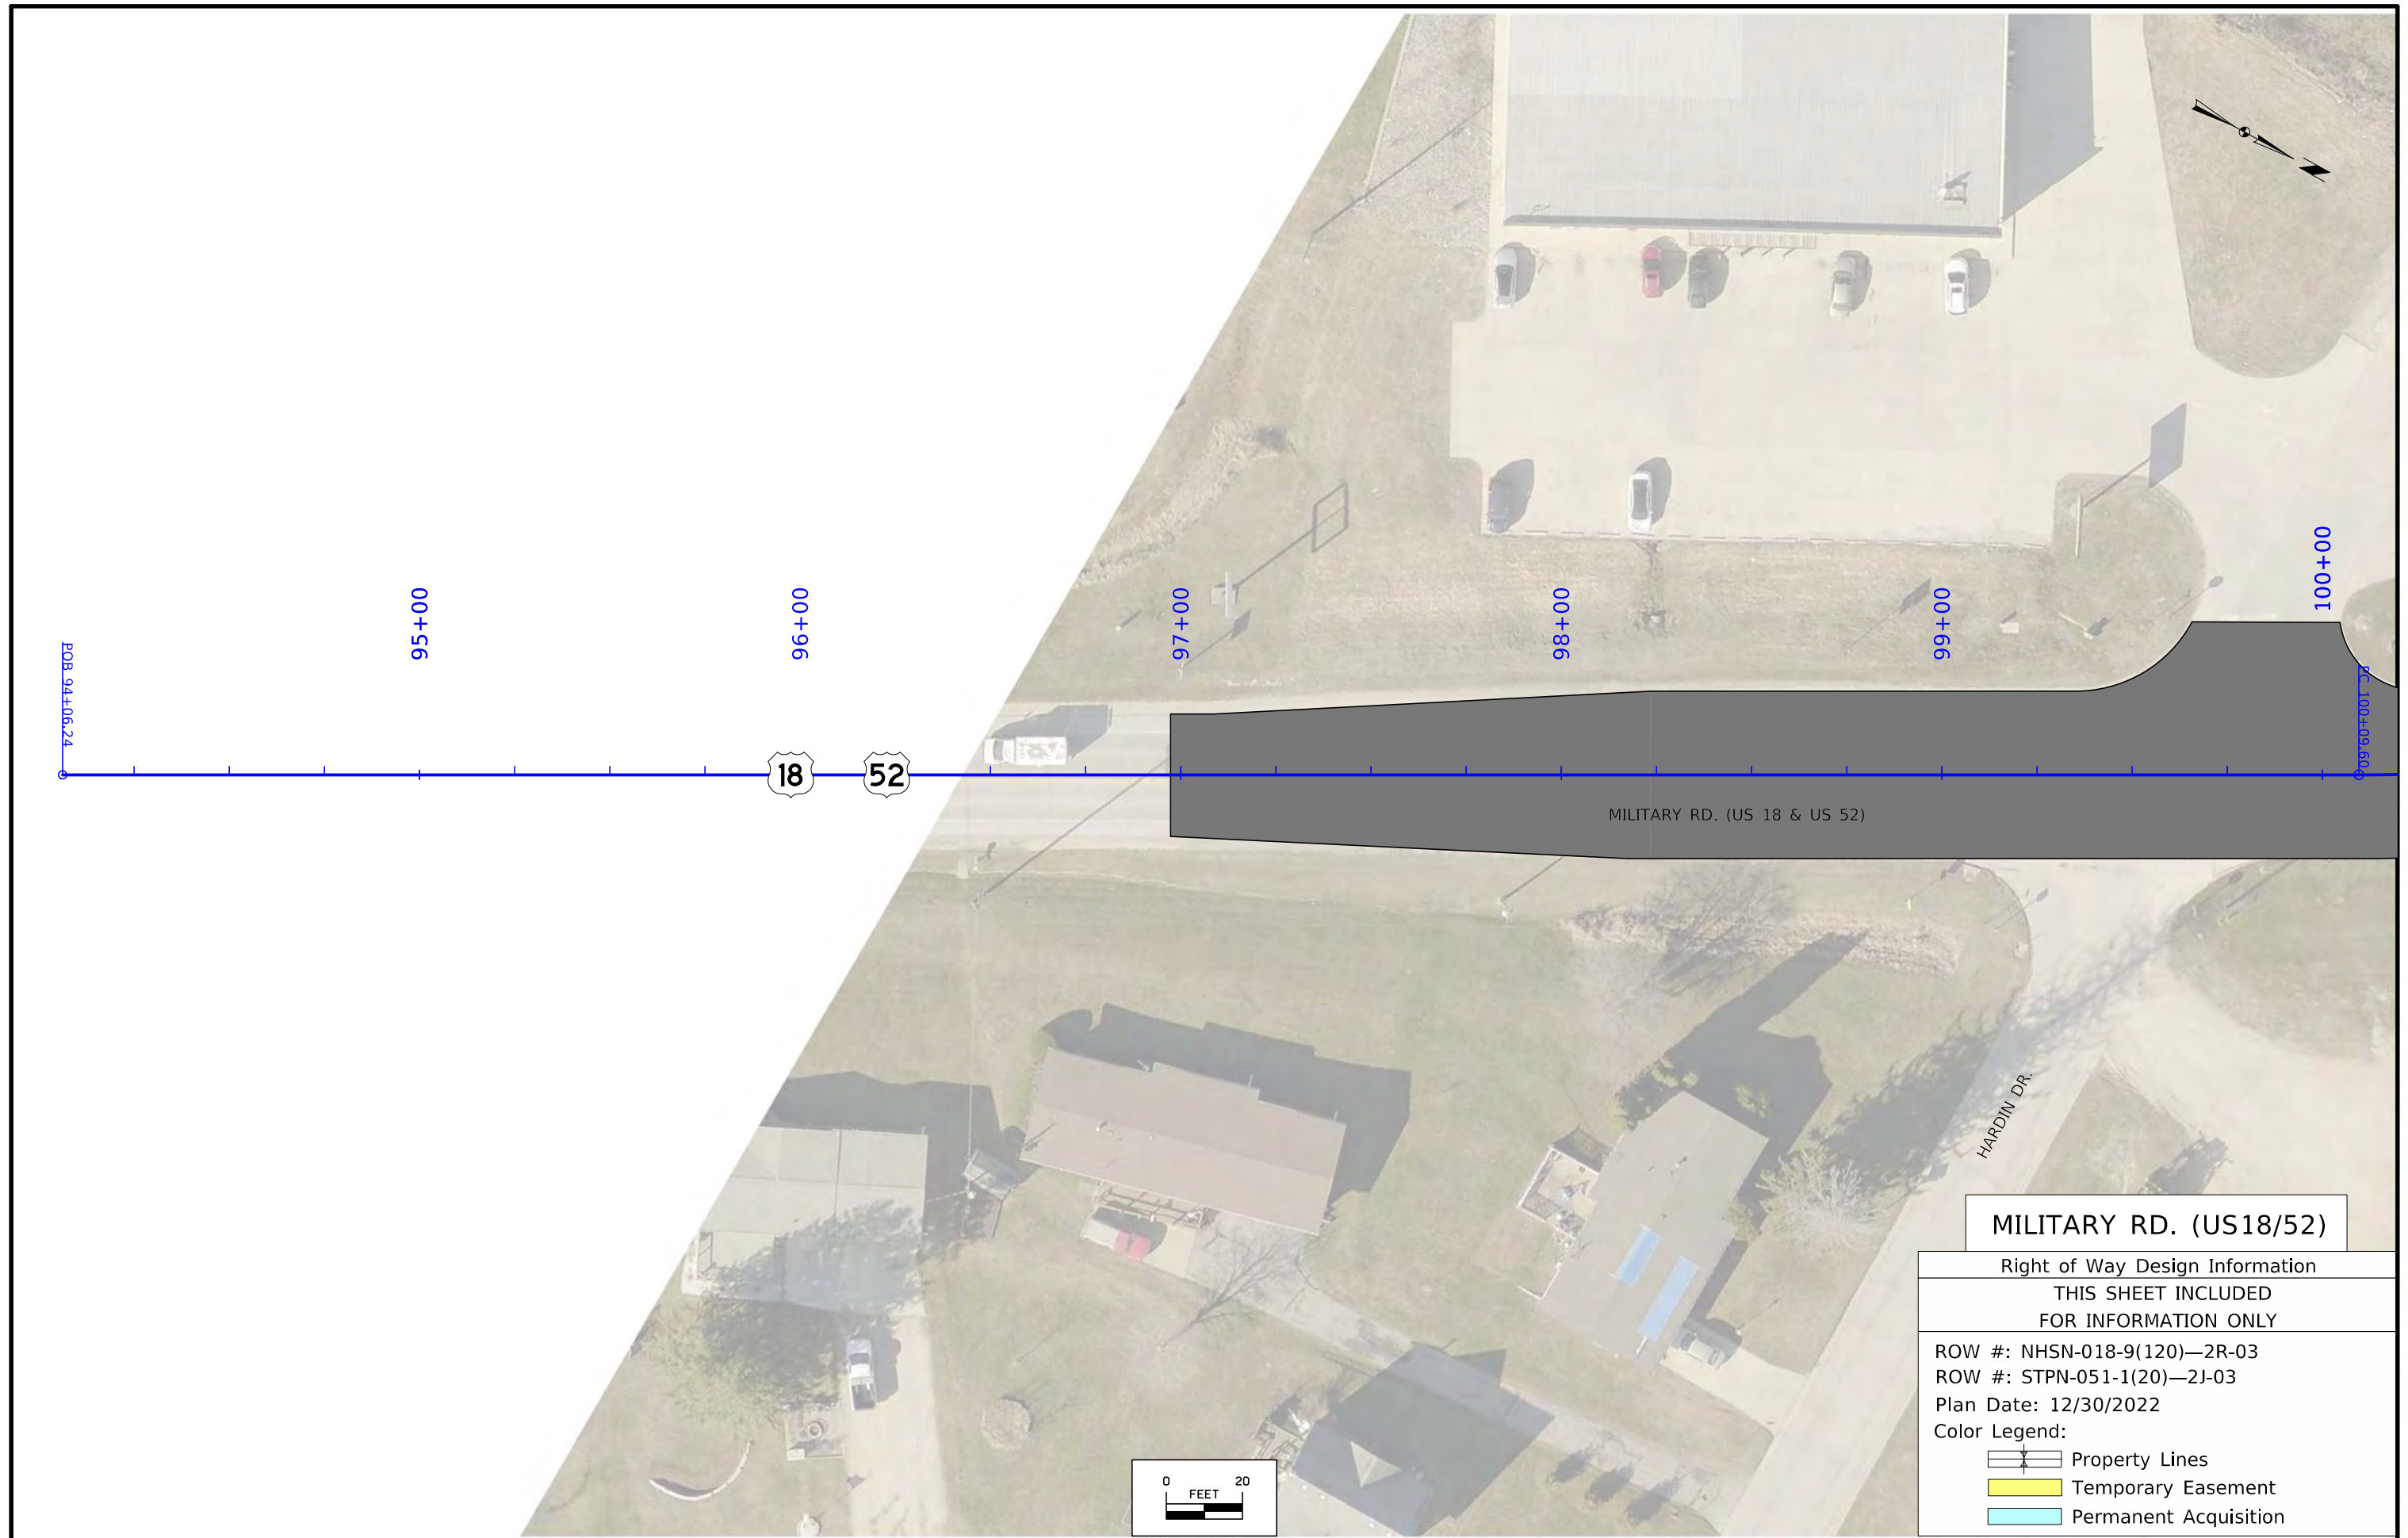 100+00
95+00
96+00
97+00
98+00
99+00
POB 94+06.24
PC 100+09.60
18
52
MILITARY RD. (US 18 & US 52)
HARDIN DR.
MILITARY RD. (US18/52)
Right of Way Design Information
THIS SHEET INCLUDED
FOR INFORMATION ONLY
ROW #: NHSN-018-9(120)—2R-03
ROW #: STPN-051-1(20)—2J-03
Plan Date: 12/30/2022
Color Legend:
Property Lines
Temporary Easement
Permanent Acquisition
0 20
FEET
N